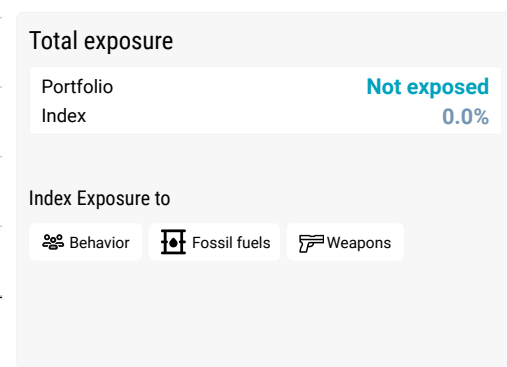 Total exposure
Portfolio Not exposed
Index 0.0%
Index Exposure to
Behavior Fossil fuels Weapons